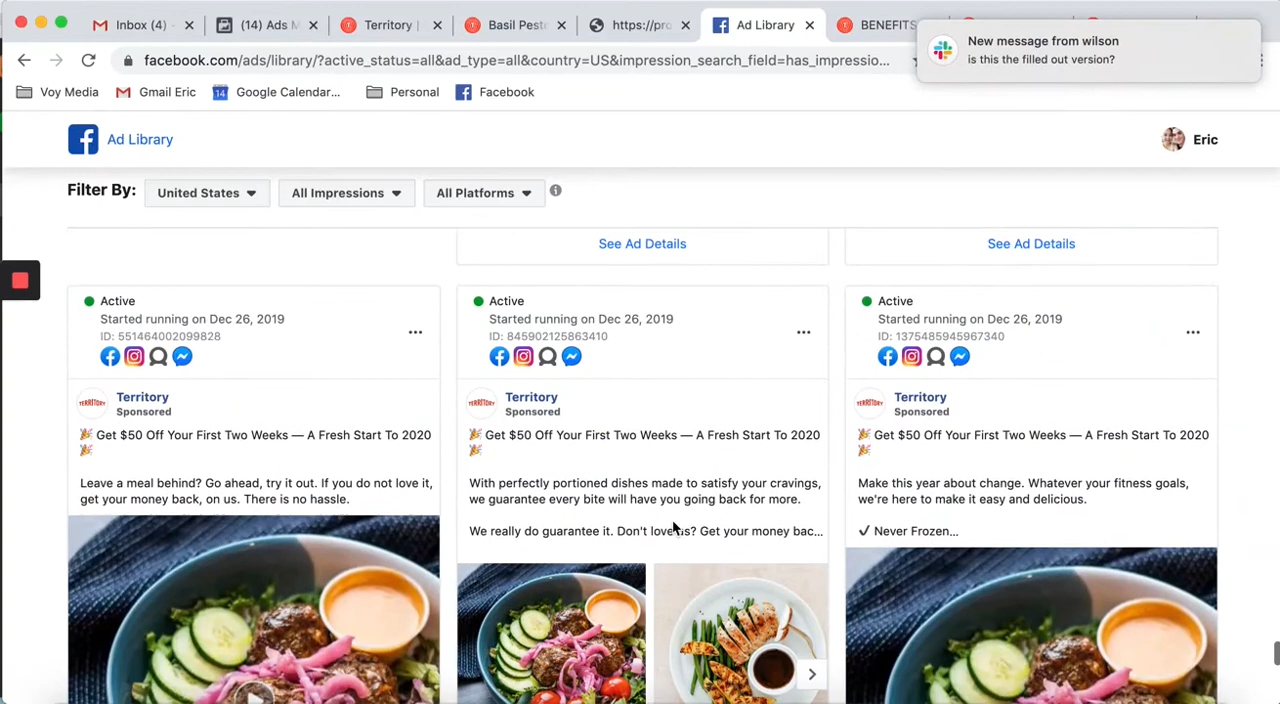 Inbox (4)
(14) Ads M
Territory
Basil Pest
https://pro
Ad Library
BENEFITS
New message from wilson
is this the filled out version?
facebook.com/ads/library/?active_status=all&ad_type=all&country=US&impression_search_field=has_impressio...
Voy Media
Gmail Eric
Google Calendar...
Personal
Facebook
Ad Library
Eric
Filter By:
United States
All Impressions
All Platforms
See Ad Details
See Ad Details
Active
Started running on Dec 26, 2019
ID: 551464002099828
TERRITORY
Territory
Sponsored
🎉 Get $50 Off Your First Two Weeks — A Fresh Start To 2020
🎉
Leave a meal behind? Go ahead, try it out. If you do not love it,
get your money back, on us. There is no hassle.
Active
Started running on Dec 26, 2019
ID: 845902125863410
TERRITORY
Territory
Sponsored
🎉 Get $50 Off Your First Two Weeks — A Fresh Start To 2020
🎉
With perfectly portioned dishes made to satisfy your cravings,
we guarantee every bite will have you going back for more.
We really do guarantee it. Don't love us? Get your money bac...
Active
Started running on Dec 26, 2019
ID: 1375485945967340
TERRITORY
Territory
Sponsored
🎉 Get $50 Off Your First Two Weeks — A Fresh Start To 2020
🎉
Make this year about change. Whatever your fitness goals,
we're here to make it easy and delicious.
✓ Never Frozen...